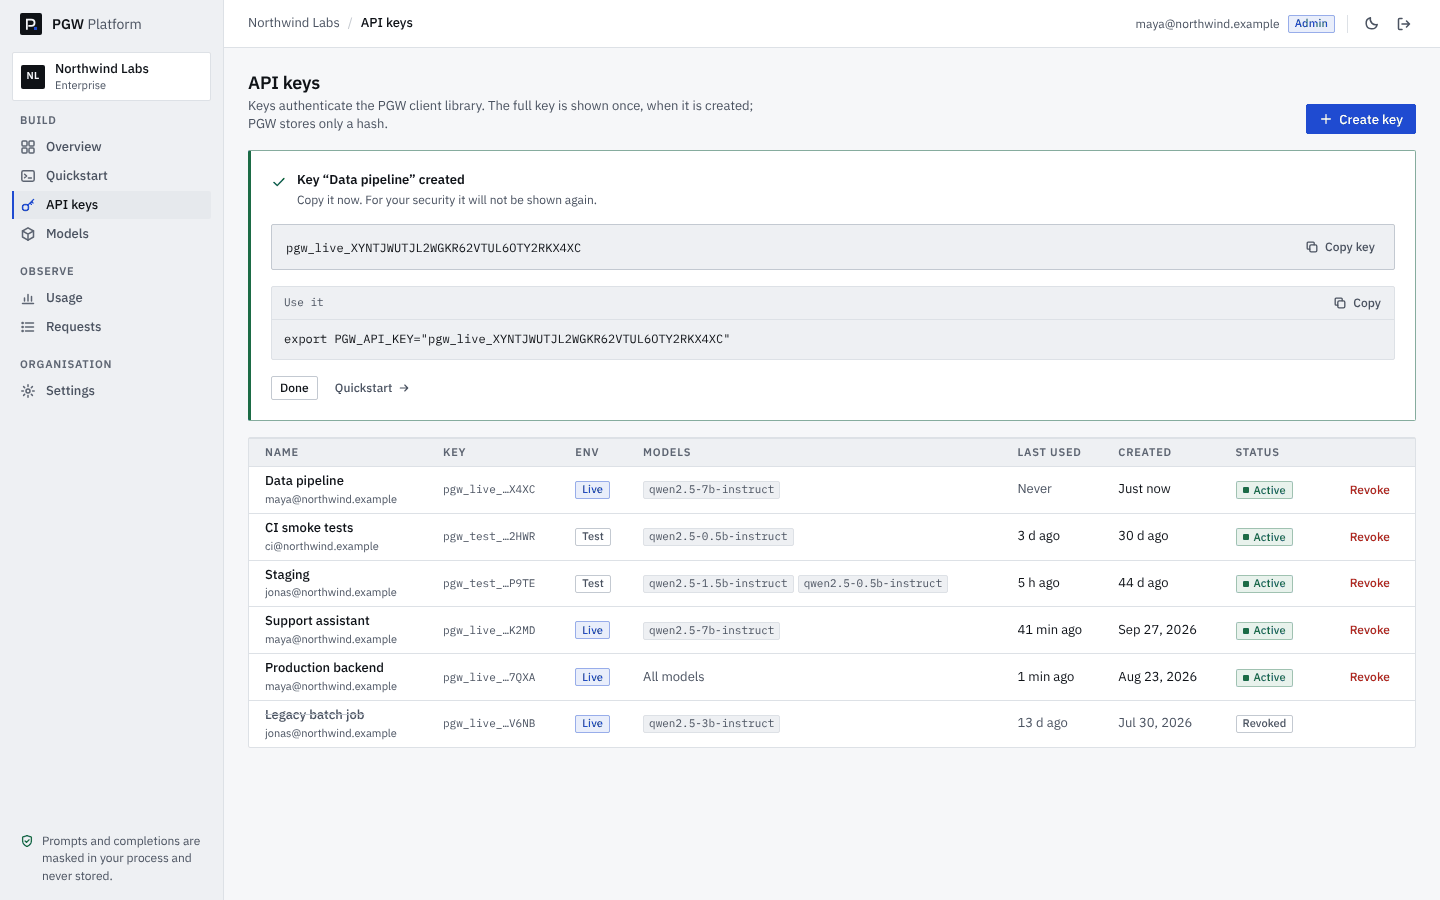 PGW Platform
NL
Northwind Labs
Enterprise
BUILD
Overview
Quickstart
API keys
Models
OBSERVE
Usage
Requests
ORGANISATION
Settings
Prompts and completions are
masked in your process and
never stored.
Northwind Labs / API keys
maya@northwind.example Admin
API keys
Keys authenticate the PGW client library. The full key is shown once, when it is created;
PGW stores only a hash.
+ Create key
Key “Data pipeline” created
Copy it now. For your security it will not be shown again.
pgw_live_XYNTJWUTJL2WGKR62VTUL6OTY2RKX4XC Copy key
Use it Copy
export PGW_API_KEY="pgw_live_XYNTJWUTJL2WGKR62VTUL6OTY2RKX4XC"
Done Quickstart →
NAME KEY ENV MODELS LAST USED CREATED STATUS
Data pipeline
maya@northwind.example pgw_live_…X4XC Live qwen2.5-7b-instruct Never Just now Active Revoke
CI smoke tests
ci@northwind.example pgw_test_…2HWR Test qwen2.5-0.5b-instruct 3 d ago 30 d ago Active Revoke
Staging
jonas@northwind.example pgw_test_…P9TE Test qwen2.5-1.5b-instruct qwen2.5-0.5b-instruct 5 h ago 44 d ago Active Revoke
Support assistant
maya@northwind.example pgw_live_…K2MD Live qwen2.5-7b-instruct 41 min ago Sep 27, 2026 Active Revoke
Production backend
maya@northwind.example pgw_live_…7QXA Live All models 1 min ago Aug 23, 2026 Active Revoke
Legacy batch job
jonas@northwind.example pgw_live_…V6NB Live qwen2.5-3b-instruct 13 d ago Jul 30, 2026 Revoked